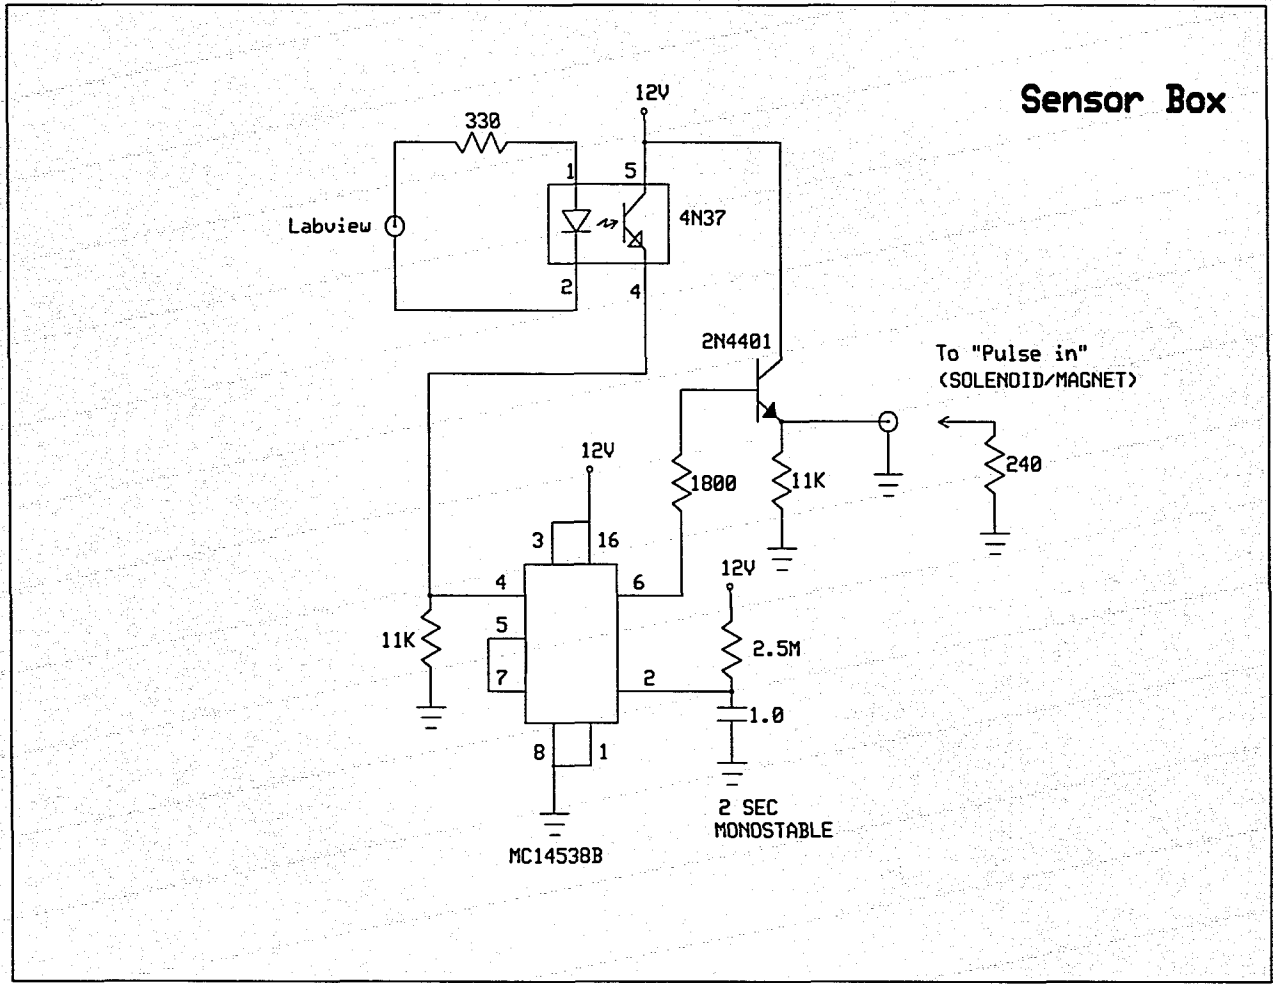 Sensor Box
12V
330
1
5
Labview
4N37
2
4
2N4401
To "Pulse in"
(SOLENOID/MAGNET)
12V
1800
11K
240
3
16
12V
4
6
5
11K
2.5M
7
2
1.0
8
1
2 SEC
MONOSTABLE
MC14538B